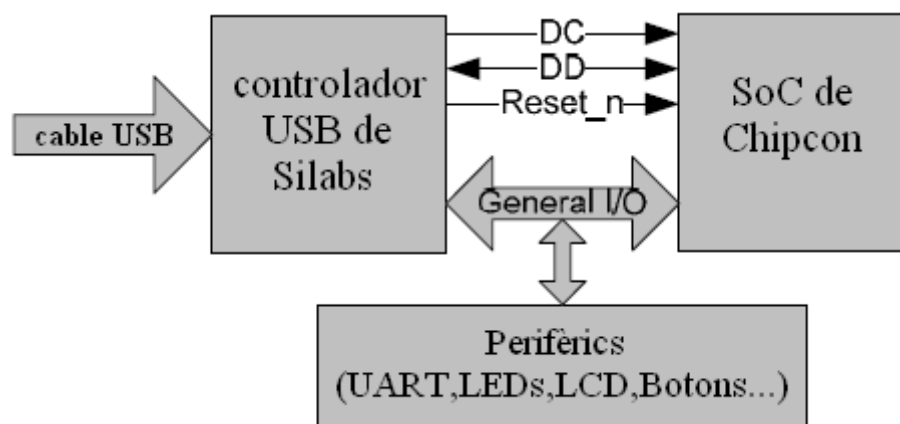 cable USB
controlador
USB de
Silabs
DC
DD
Reset_n
General I/O
SoC de
Chipcon
Perifèrics
(UART,LEDs,LCD,Botons...)